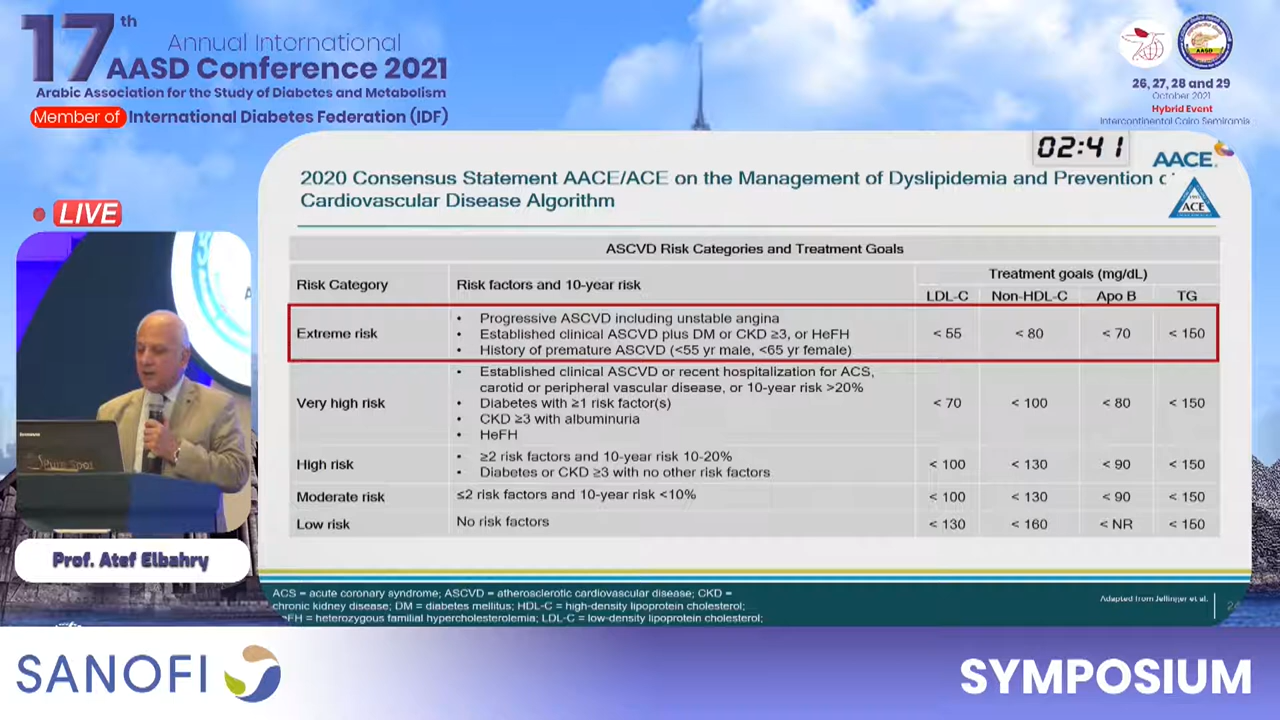 17th
Annual International
AASD Conference 2021
Arabic Association for the Study of Diabetes and Metabolism
Member of International Diabetes Federation (IDF)
AASD
26, 27, 28 and 29
October 2021
Hybrid Event
Intercontinental Cairo Semiramis
LIVE
Prof. Atef Elbahry
02:41
AACE
ACE
2020 Consensus Statement AACE/ACE on the Management of Dyslipidemia and Prevention
Cardiovascular Disease Algorithm
ASCVD Risk Categories and Treatment Goals
Risk Category
Risk factors and 10-year risk
Treatment goals (mg/dL)
LDL-C Non-HDL-C Apo B TG
Extreme risk
• Progressive ASCVD including unstable angina
• Established clinical ASCVD plus DM or CKD ≥3, or HeFH
• History of premature ASCVD (<55 yr male, <65 yr female)
< 55 < 80 < 70 < 150
Very high risk
• Established clinical ASCVD or recent hospitalization for ACS,
carotid or peripheral vascular disease, or 10-year risk >20%
• Diabetes with ≥1 risk factor(s)
• CKD ≥3 with albuminuria
• HeFH
< 70 < 100 < 80 < 150
High risk
• ≥2 risk factors and 10-year risk 10-20%
• Diabetes or CKD ≥3 with no other risk factors
< 100 < 130 < 90 < 150
Moderate risk
≤2 risk factors and 10-year risk <10%
< 100 < 130 < 90 < 150
Low risk
No risk factors
< 130 < 160 < NR < 150
ACS = acute coronary syndrome; ASCVD = atherosclerotic cardiovascular disease; CKD =
chronic kidney disease; DM = diabetes mellitus; HDL-C = high-density lipoprotein cholesterol;
= heterozygous familial hypercholesterolemia; LDL-C = low-density lipoprotein cholesterol;
Adapted from Jellinger et al.
SANOFI
SYMPOSIUM